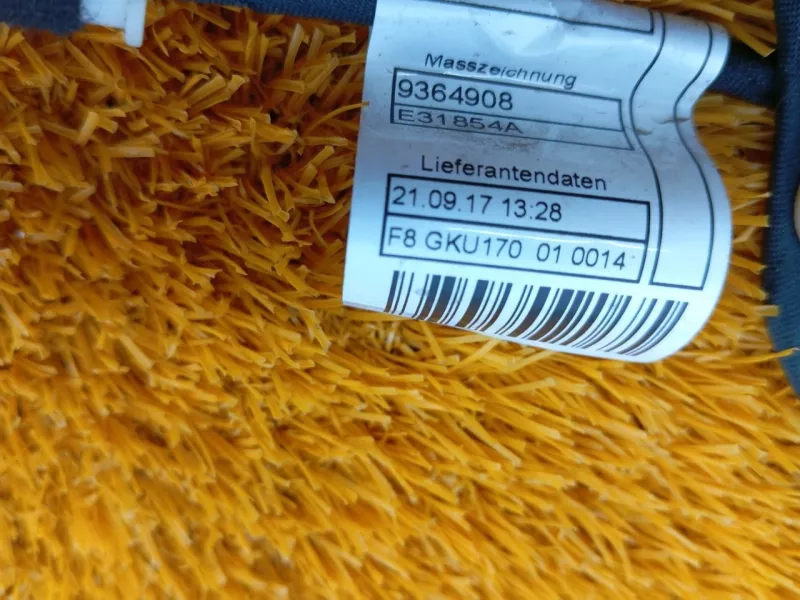 Masszeichnung
9364908
E31854A
Lieferantendaten
21.09.17 13:28
F8 GKU170 01 0014